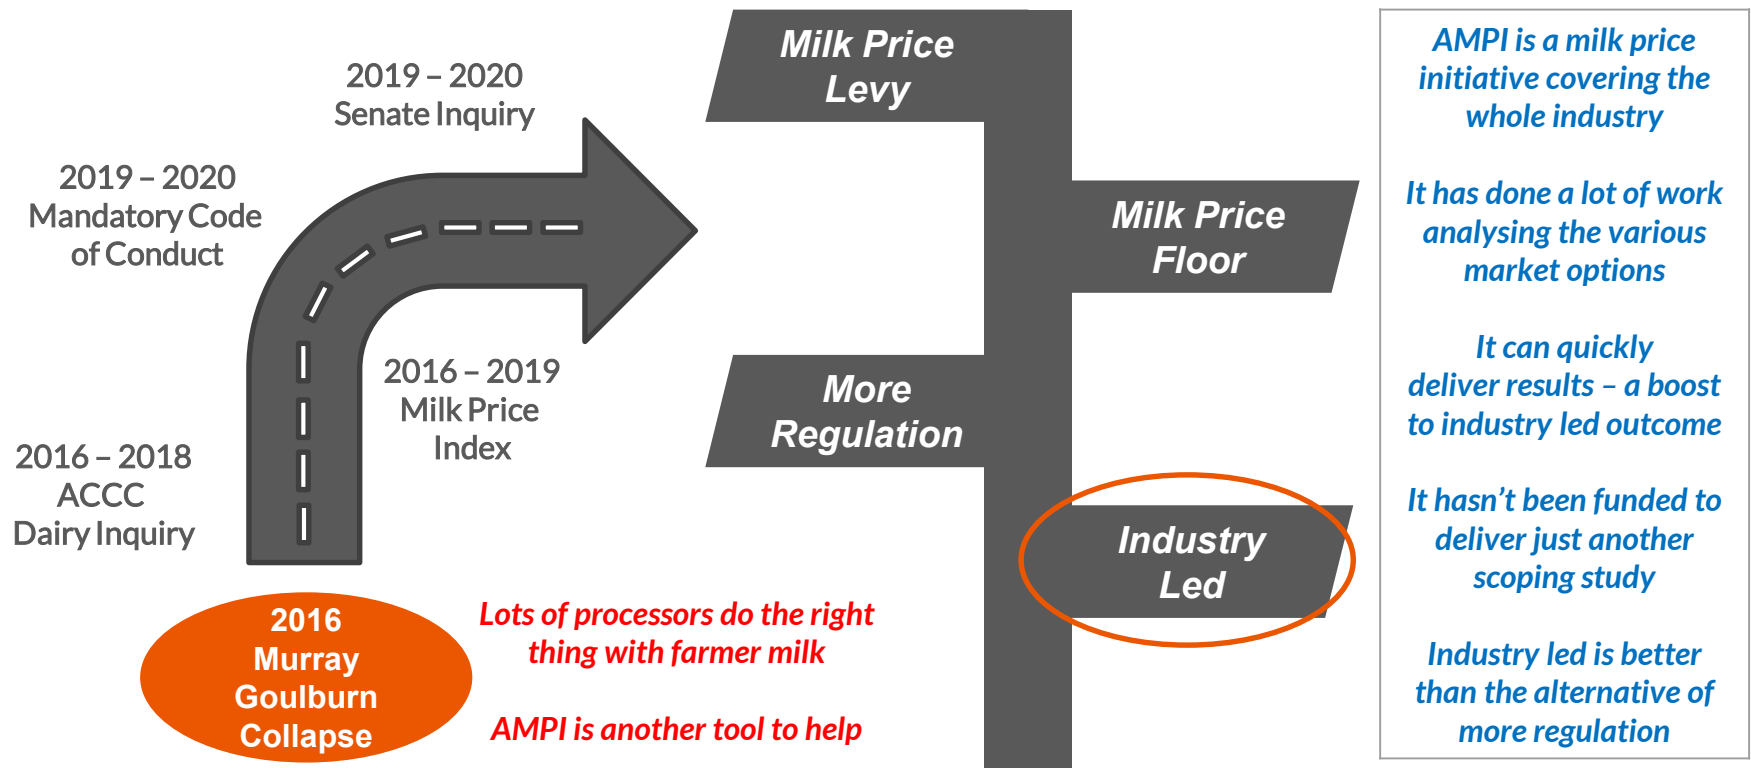 2019 – 2020
Senate Inquiry
2019 – 2020
Mandatory Code
of Conduct
2016 – 2019
Milk Price
Index
2016 – 2018
ACCC
Dairy Inquiry
2016
Murray
Goulburn
Collapse
Lots of processors do the right
thing with farmer milk
AMPI is another tool to help
Milk Price
Levy
Milk Price
Floor
More
Regulation
Industry
Led
AMPI is a milk price
initiative covering the
whole industry
It has done a lot of work
analysing the various
market options
It can quickly
deliver results – a boost
to industry led outcome
It hasn’t been funded to
deliver just another
scoping study
Industry led is better
than the alternative of
more regulation